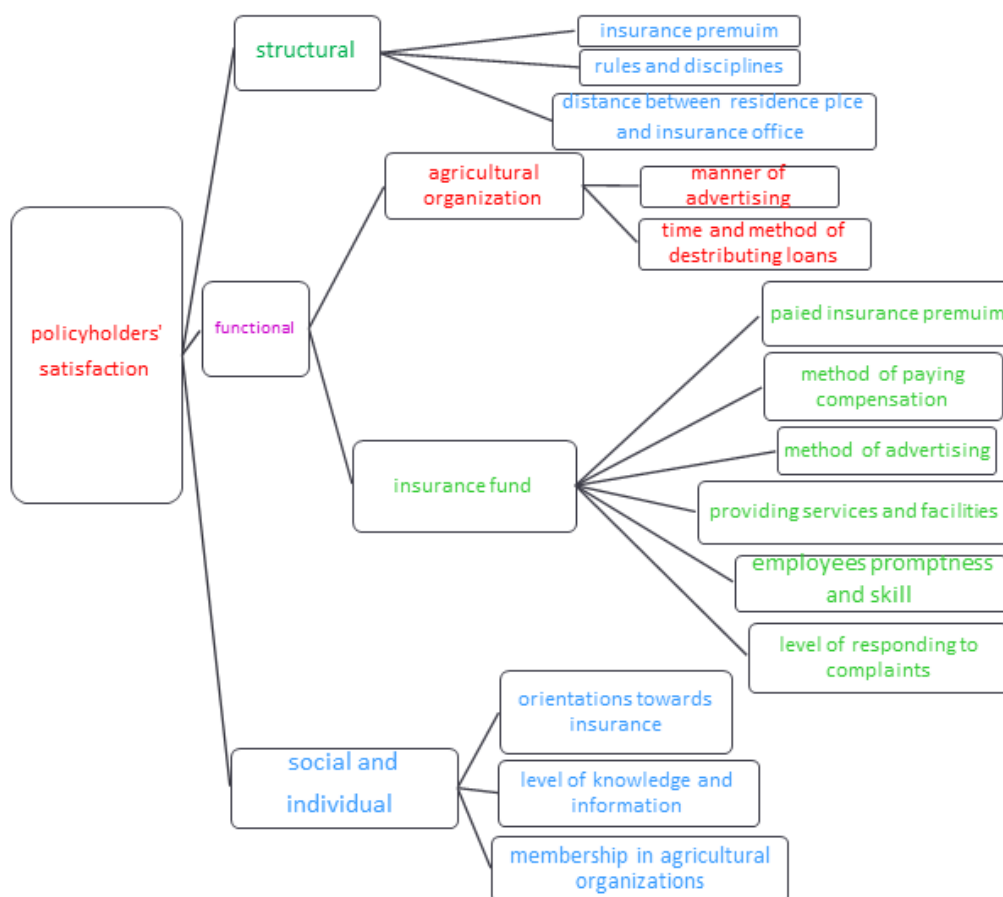 structural
insurance premuim
rules and disciplines
distance between residence plce
and insurance office
agricultural
organization
manner of
advertising
time and method of
destributing loans
policyholders'
satisfaction
functional
insurance fund
paied insurance premuim
method of paying
compensation
method of advertising
providing services and facilities
employees promptness
and skill
level of responding to
complaints
social and
individual
orientations towards
insurance
level of knowledge and
information
membership in agricultural
organizations